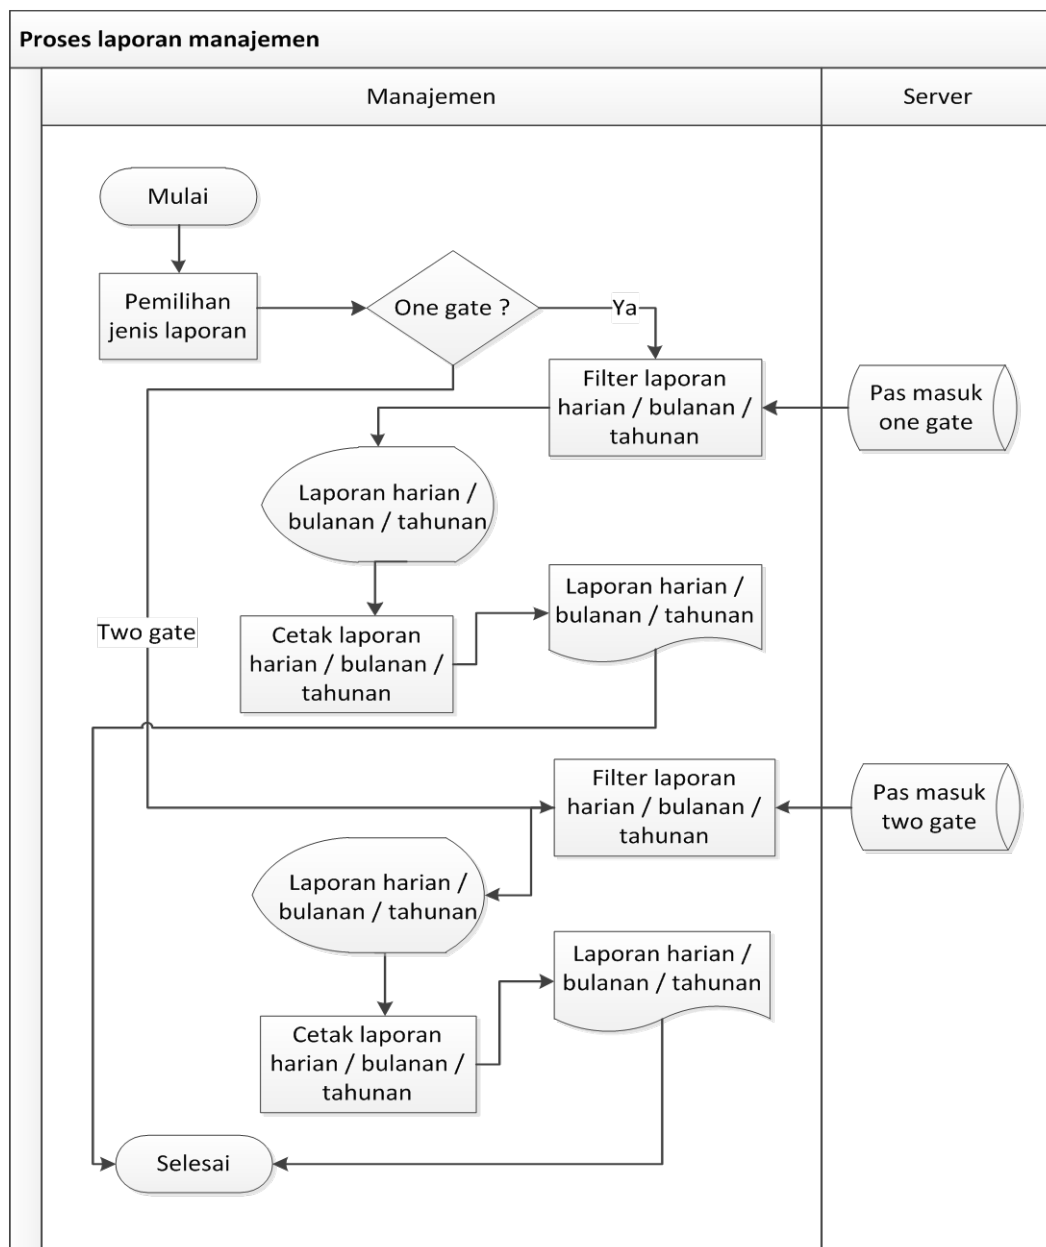 Proses laporan manajemen
Manajemen
Server
Mulai
Pemilihan
jenis laporan
One gate ?
Ya
Filter laporan
harian / bulanan /
tahunan
Pas masuk
one gate
Laporan harian /
bulanan / tahunan
Laporan harian /
bulanan / tahunan
Two gate
Cetak laporan
harian / bulanan /
tahunan
Filter laporan
harian / bulanan /
tahunan
Pas masuk
two gate
Laporan harian /
bulanan / tahunan
Laporan harian /
bulanan / tahunan
Cetak laporan
harian / bulanan /
tahunan
Selesai